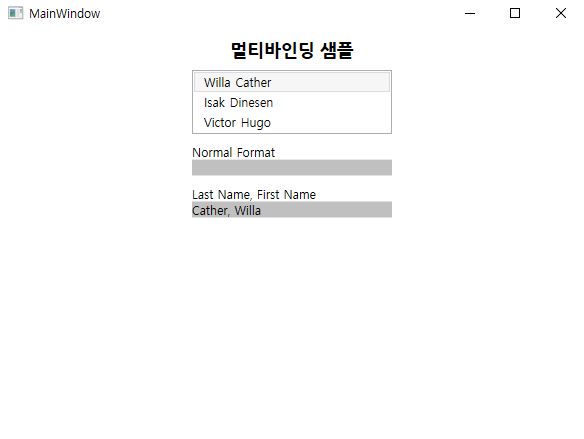 MainWindow
멀티바인딩 샘플
Willa Cather
Isak Dinesen
Victor Hugo
Normal Format
Last Name, First Name
Cather, Willa